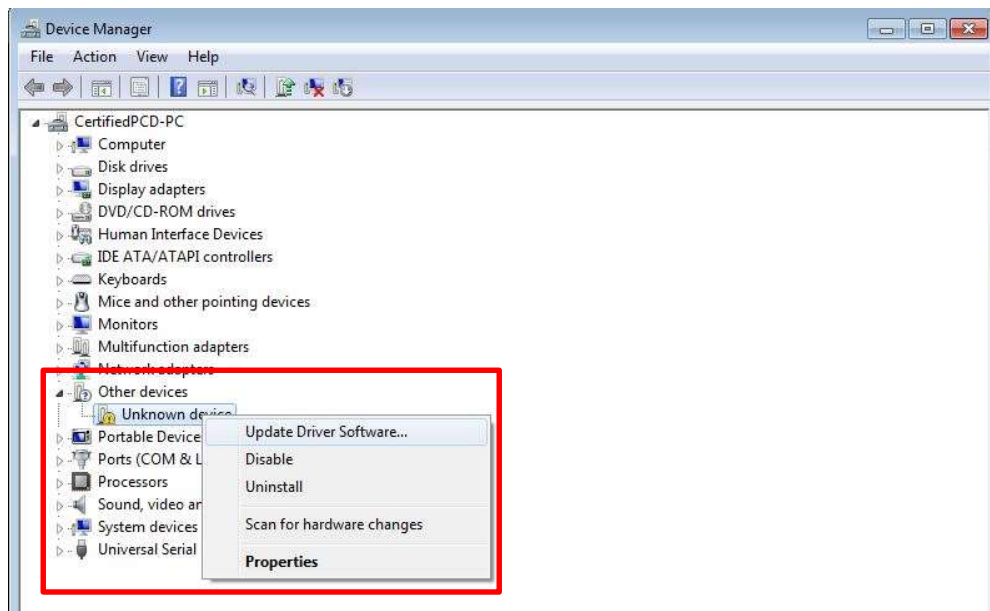 Device Manager
File Action View Help
CertifiedPCD-PC
Computer
Disk drives
Display adapters
DVD/CD-ROM drives
Human Interface Devices
IDE ATA/ATAPI controllers
Keyboards
Mice and other pointing devices
Monitors
Multifunction adapters
Network adapters
Other devices
Unknown device
Portable Device
Ports (COM & L
Processors
Sound, video an
System devices
Universal Serial
Update Driver Software...
Disable
Uninstall
Scan for hardware changes
Properties